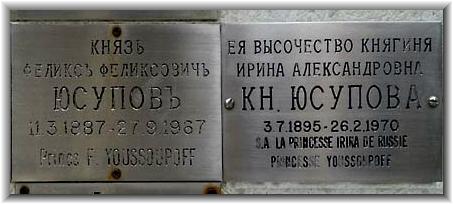 КНЯЗЬ
ФЕЛИКСЪ ФЕЛИКСОВИЧЪ
ЮСУПОВЪ
11.3.1887-27.9.1967
Prince F. YOUSSOUPOFF
ЕЯ ВЫСОЧЕСТВО КНЯГИНЯ
ИРИНА АЛЕКСАНДРОВНА
КН. ЮСУПОВА
3.7.1895-26.2.1970
S.A LA PRINCESSE IRINA DE RUSSIE
PRINCESSE YOUSSOUPOFF